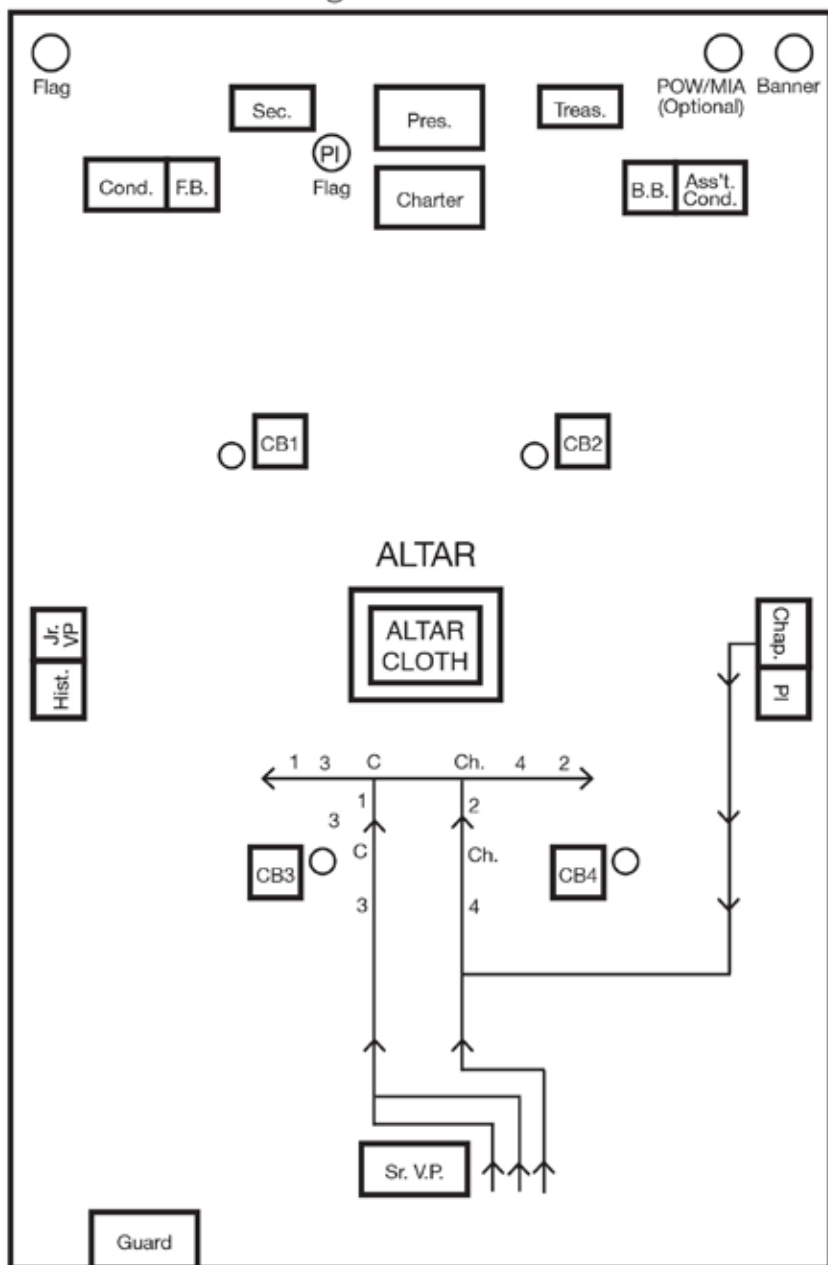 Flag
POW/MIA
(Optional)
Banner
Sec.
Pres.
Treas.
PI
Flag
Cond.
F.B.
Charter
B.B.
Ass't.
Cond.
CB1
CB2
ALTAR
ALTAR
CLOTH
Jr.
VP
Hist.
Chap.
PI
1 3 C Ch. 4 2
1 2
3
C Ch.
CB3
CB4
3 4
Sr. V.P.
Guard